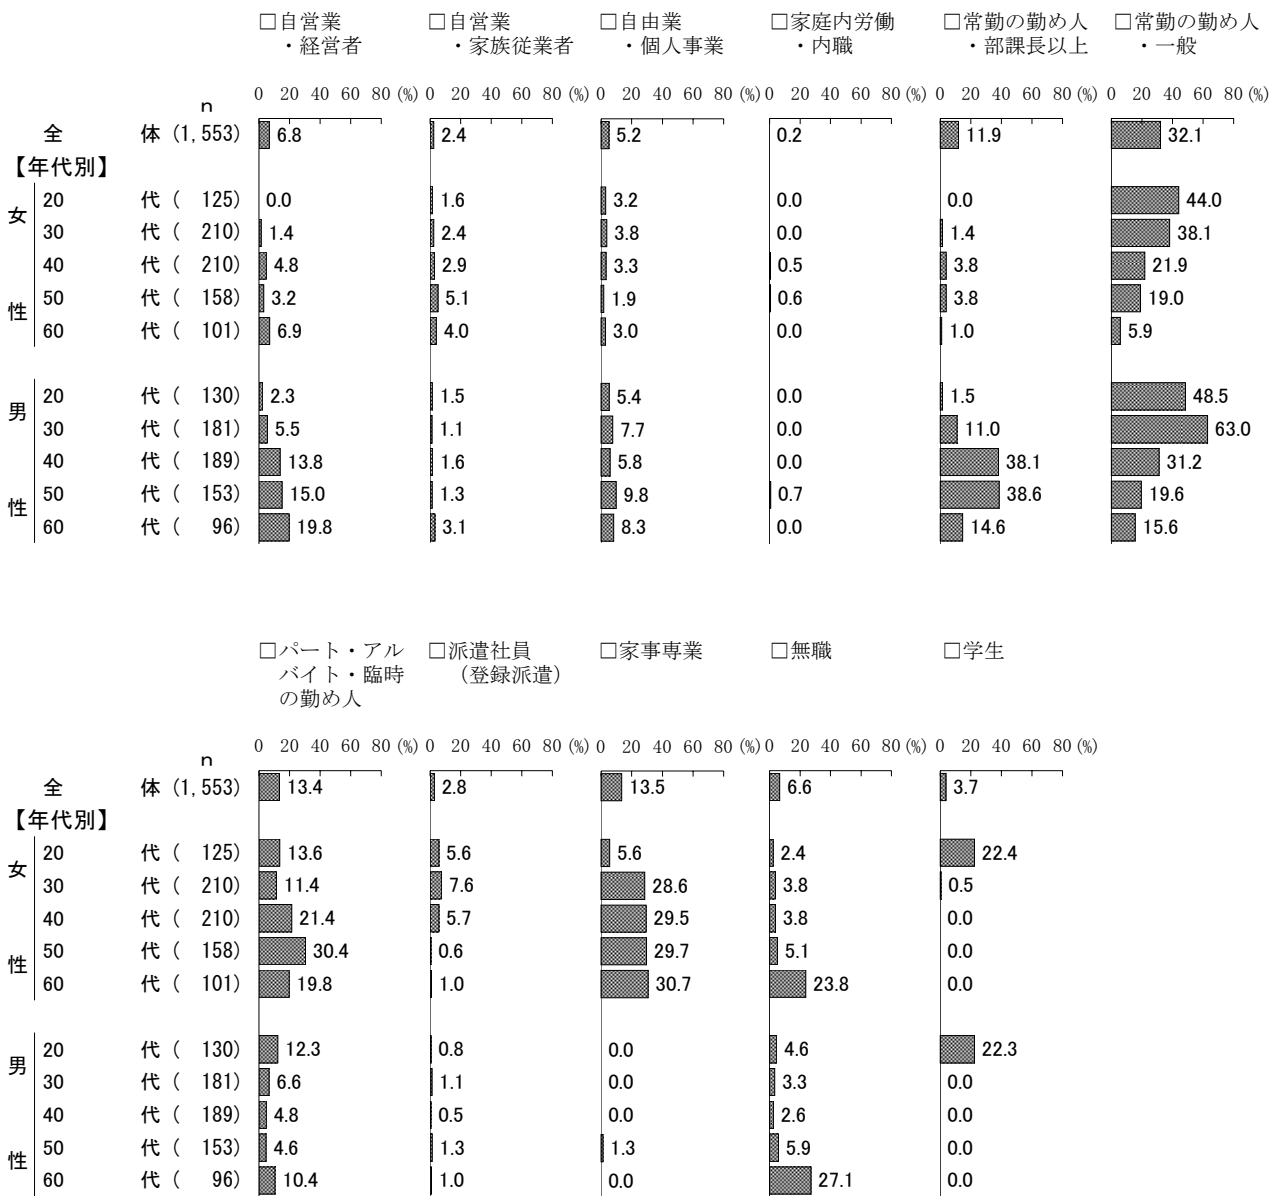 □自営業 □自営業 □自由業 □家庭内労働 □常勤の勤め人 □常勤の勤め人
・経営者 ・家族従業者 ・個人事業 ・内職 ・部課長以上 ・一般
0 20 40 60 80 (%) 0 20 40 60 80 (%) 0 20 40 60 80 (%) 0 20 40 60 80 (%) 0 20 40 60 80 (%) 0 20 40 60 80 (%)
n
全 体 (1,553) 6.8 2.4 5.2 0.2 11.9 32.1
【年代別】
女性
20 代 ( 125) 0.0 1.6 3.2 0.0 0.0 44.0
30 代 ( 210) 1.4 2.4 3.8 0.0 1.4 38.1
40 代 ( 210) 4.8 2.9 3.3 0.5 3.8 21.9
50 代 ( 158) 3.2 5.1 1.9 0.6 3.8 19.0
60 代 ( 101) 6.9 4.0 3.0 0.0 1.0 5.9
男性
20 代 ( 130) 2.3 1.5 5.4 0.0 1.5 48.5
30 代 ( 181) 5.5 1.1 7.7 0.0 11.0 63.0
40 代 ( 189) 13.8 1.6 5.8 0.0 38.1 31.2
50 代 ( 153) 15.0 1.3 9.8 0.7 38.6 19.6
60 代 ( 96) 19.8 3.1 8.3 0.0 14.6 15.6
□パート・アル □派遣社員 □家事専業 □無職 □学生
バイト・臨時 (登録派遣)
の勤め人
0 20 40 60 80 (%) 0 20 40 60 80 (%) 0 20 40 60 80 (%) 0 20 40 60 80 (%) 0 20 40 60 80 (%)
n
全 体 (1,553) 13.4 2.8 13.5 6.6 3.7
【年代別】
女性
20 代 ( 125) 13.6 5.6 5.6 2.4 22.4
30 代 ( 210) 11.4 7.6 28.6 3.8 0.5
40 代 ( 210) 21.4 5.7 29.5 3.8 0.0
50 代 ( 158) 30.4 0.6 29.7 5.1 0.0
60 代 ( 101) 19.8 1.0 30.7 23.8 0.0
男性
20 代 ( 130) 12.3 0.8 0.0 4.6 22.3
30 代 ( 181) 6.6 1.1 0.0 3.3 0.0
40 代 ( 189) 4.8 0.5 0.0 2.6 0.0
50 代 ( 153) 4.6 1.3 1.3 5.9 0.0
60 代 ( 96) 10.4 1.0 0.0 27.1 0.0